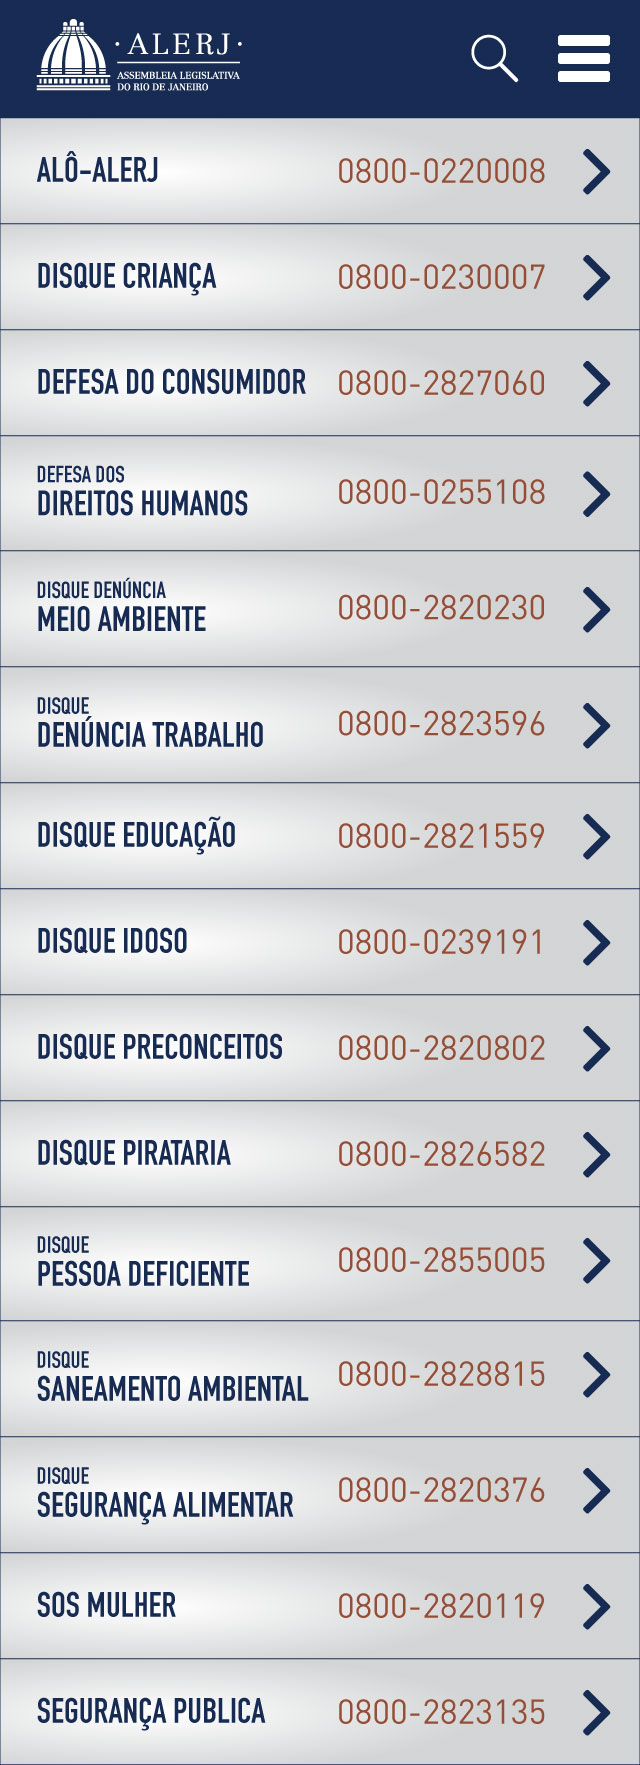 · ALERJ ·
ASSEMBLEIA LEGISLATIVA
DO RIO DE JANEIRO
ALÔ-ALERJ 0800-0220008
DISQUE CRIANÇA 0800-0230007
DEFESA DO CONSUMIDOR 0800-2827060
DEFESA DOS
DIREITOS HUMANOS 0800-0255108
DISQUE DENÚNCIA
MEIO AMBIENTE 0800-2820230
DISQUE
DENÚNCIA TRABALHO 0800-2823596
DISQUE EDUCAÇÃO 0800-2821559
DISQUE IDOSO 0800-0239191
DISQUE PRECONCEITOS 0800-2820802
DISQUE PIRATARIA 0800-2826582
DISQUE
PESSOA DEFICIENTE 0800-2855005
DISQUE
SANEAMENTO AMBIENTAL 0800-2828815
DISQUE
SEGURANÇA ALIMENTAR 0800-2820376
SOS MULHER 0800-2820119
SEGURANÇA PUBLICA 0800-2823135